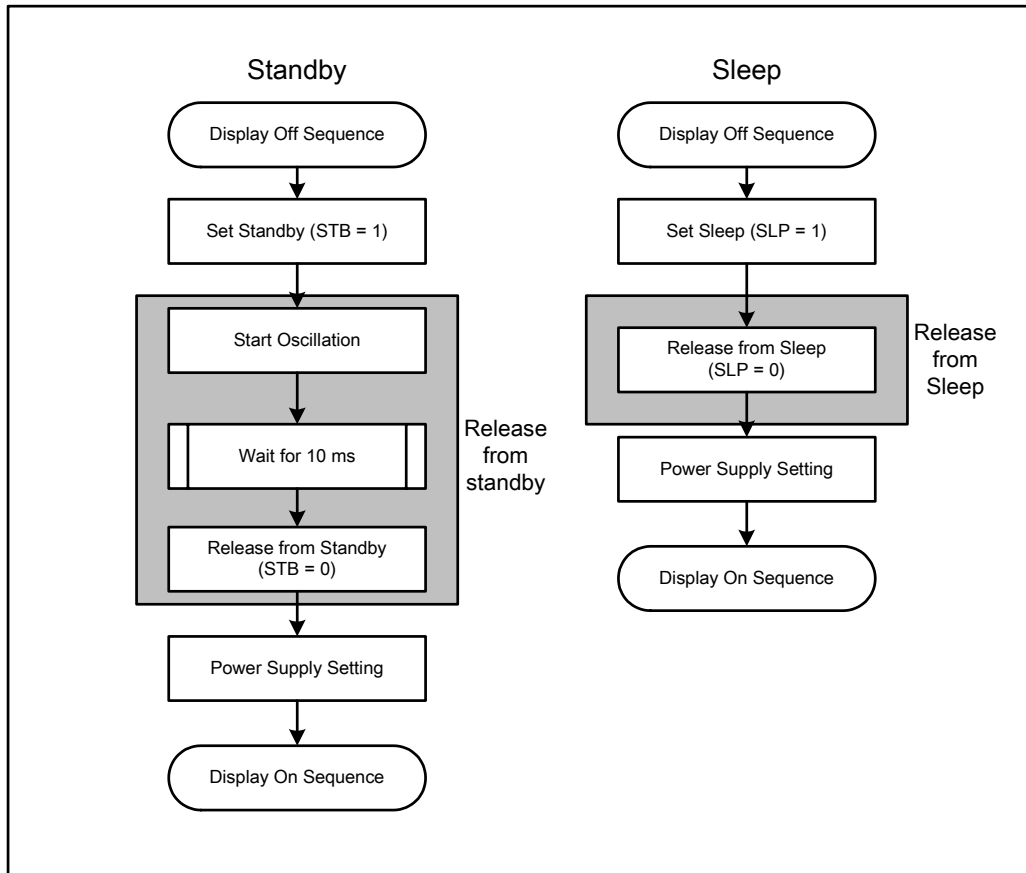 Standby
Display Off Sequence
Set Standby (STB = 1)
Start Oscillation
Wait for 10 ms
Release from Standby
(STB = 0)
Release
from
standby
Power Supply Setting
Display On Sequence
Sleep
Display Off Sequence
Set Sleep (SLP = 1)
Release from Sleep
(SLP = 0)
Release
from
Sleep
Power Supply Setting
Display On Sequence